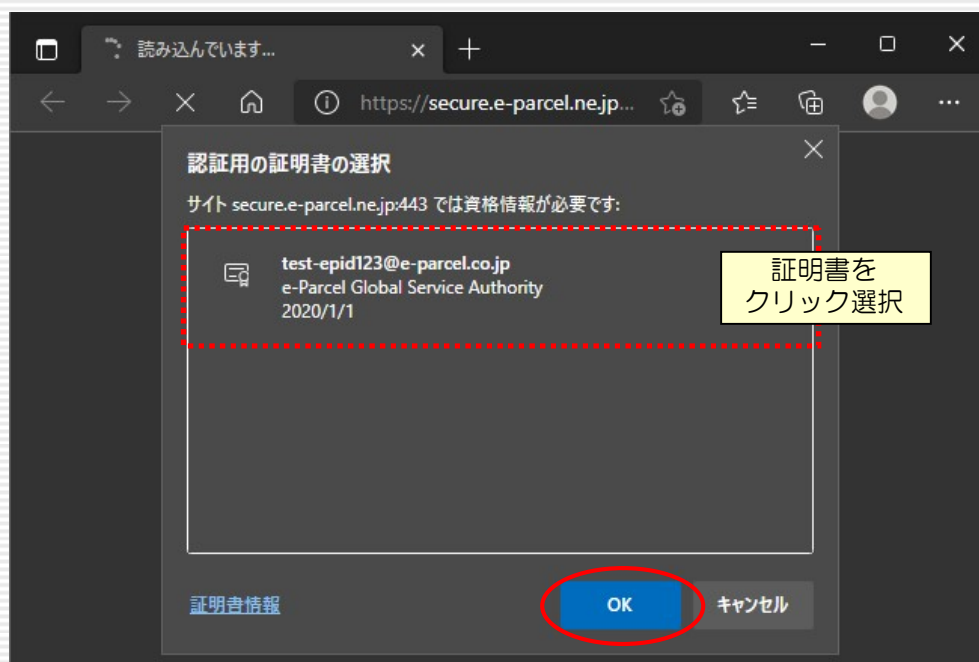 読み込んでいます...
https://secure.e-parcel.ne.jp...
認証用の証明書の選択
サイト secure.e-parcel.ne.jp:443 では資格情報が必要です:
test-epid123@e-parcel.co.jp
e-Parcel Global Service Authority
2020/1/1
証明書を
クリック選択
証明書情報
OK
キャンセル